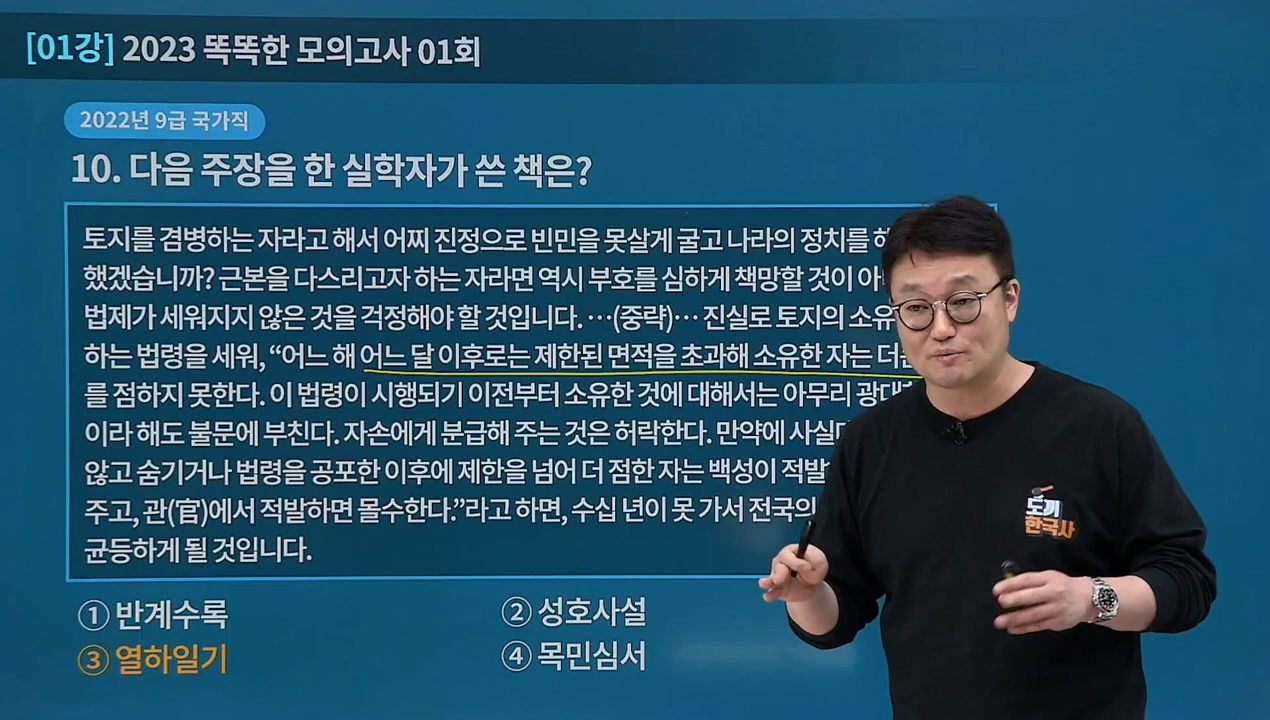 [01강] 2023 똑똑한 모의고사 01회
2022년 9급 국가직
10. 다음 주장을 한 실학자가 쓴 책은?
토지를 겸병하는 자라고 해서 어찌 진정으로 빈민을 못살게 굴고 나라의 정치를
했겠습니까? 근본을 다스리고자 하는 자라면 역시 부호를 심하게 책망할 것이
법제가 세워지지 않은 것을 걱정해야 할 것입니다. …(중략)… 진실로 토지의
하는 법령을 세워, “어느 해 어느 달 이후로는 제한된 면적을 초과해 소유한 자는
를 점하지 못한다. 이 법령이 시행되기 이전부터 소유한 것에 대해서는 아무리
이라 해도 불문에 부친다. 자손에게 분급해 주는 것은 허락한다. 만약에
않고 숨기거나 법령을 공포한 이후에 제한을 넘어 더 점한 자는 백성이
주고, 관(官)에서 적발하면 몰수한다.”라고 하면, 수십 년이 못 가서 전국의
균등하게 될 것입니다.
① 반계수록
② 성호사설
③ 열하일기
④ 목민심서
도끼
한국사